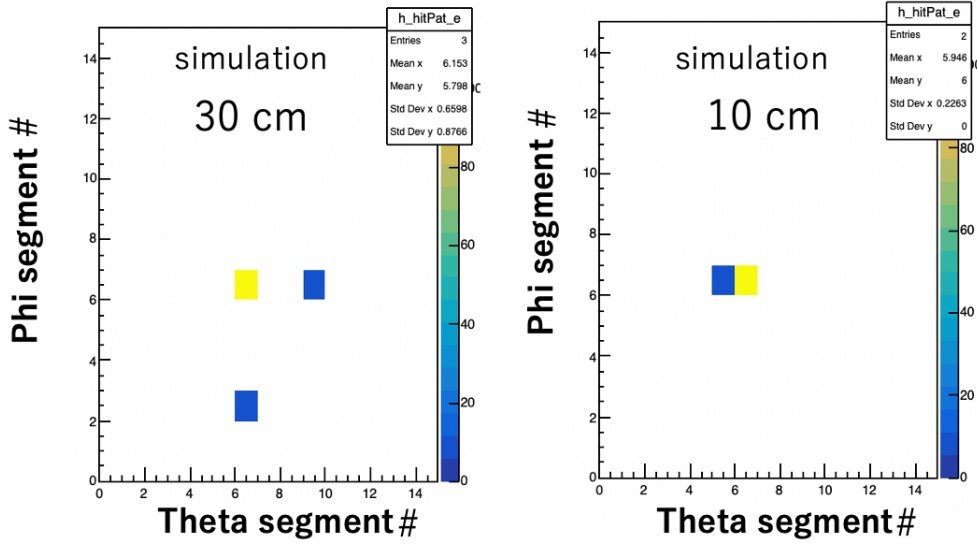 h_hitPat_e
Entries 3
Mean x 6.153
Mean y 5.798
Std Dev x 0.6598
Std Dev y 0.8766
simulation
30 cm
Phi segment #
14
12
10
8
6
4
2
0
0 2 4 6 8 10 12 14
Theta segment #
80
60
40
20
0
h_hitPat_e
Entries 2
Mean x 5.946
Mean y 6
Std Dev x 0.2263
Std Dev y 0
simulation
10 cm
Phi segment #
14
12
10
8
6
4
2
0
0 2 4 6 8 10 12 14
Theta segment #
80
60
40
20
0